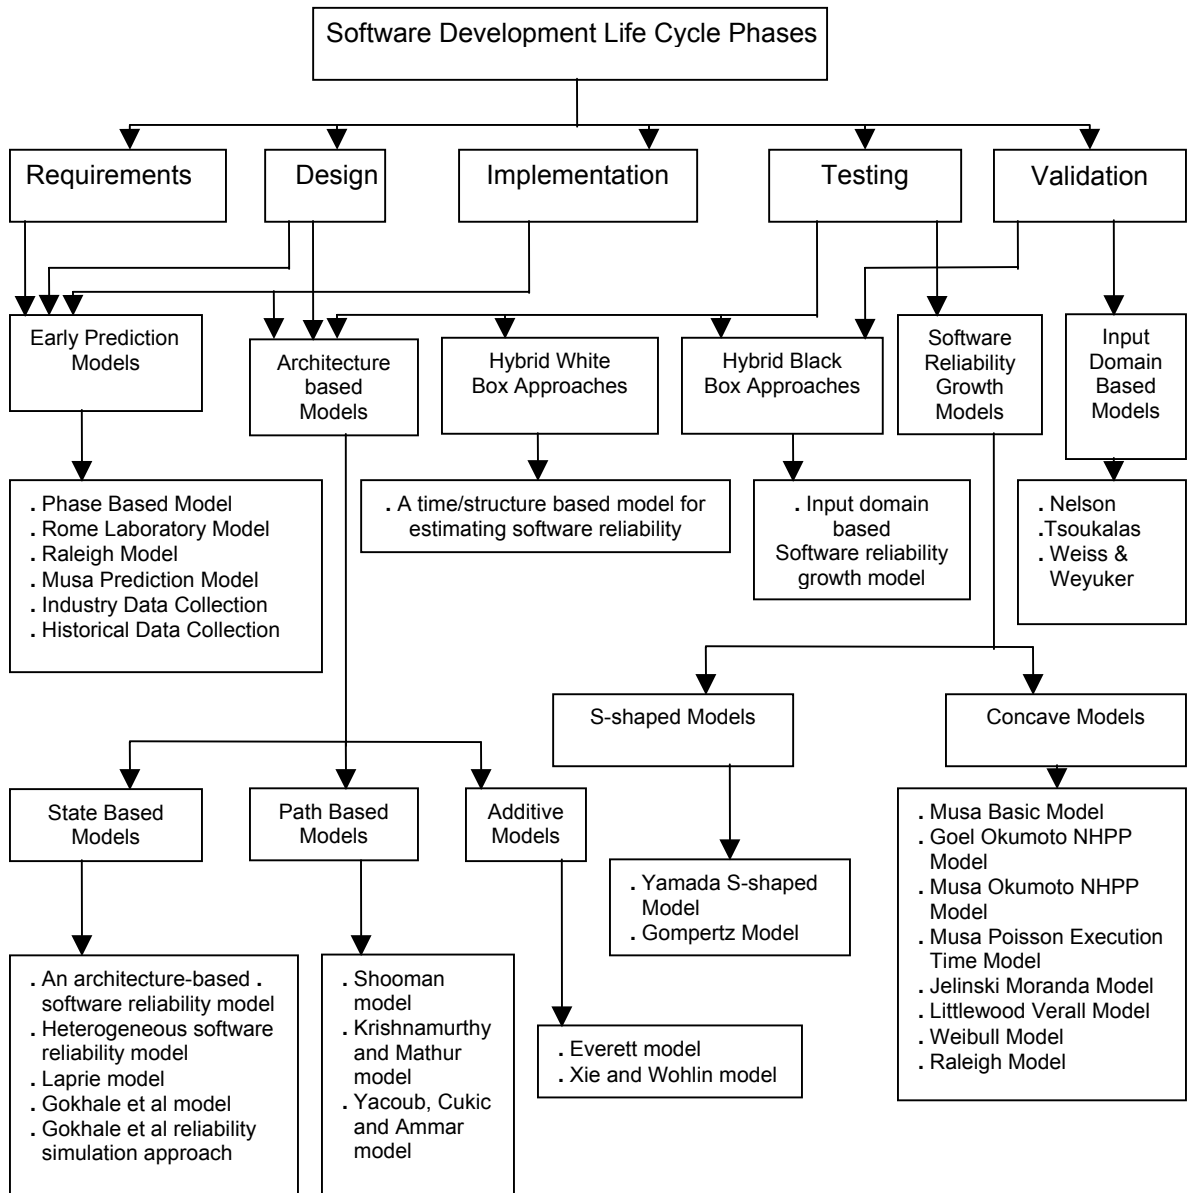 Software Development Life Cycle Phases
Requirements
Design
Implementation
Testing
Validation
Early Prediction
Models
Architecture
based
Models
Hybrid White
Box Approaches
Hybrid Black
Box Approaches
Software
Reliability
Growth
Models
Input
Domain
Based
Models
. Phase Based Model
. Rome Laboratory Model
. Raleigh Model
. Musa Prediction Model
. Industry Data Collection
. Historical Data Collection
. A time/structure based model for
estimating software reliability
. Input domain
based
Software reliability
growth model
. Nelson
.Tsoukalas
. Weiss &
Weyuker
S-shaped Models
Concave Models
State Based
Models
Path Based
Models
Additive
Models
. Yamada S-shaped
Model
. Gompertz Model
. Musa Basic Model
. Goel Okumoto NHPP
Model
. Musa Okumoto NHPP
Model
. Musa Poisson Execution
Time Model
. Jelinski Moranda Model
. Littlewood Verall Model
. Weibull Model
. Raleigh Model
. An architecture-based .
software reliability model
. Heterogeneous software
reliability model
. Laprie model
. Gokhale et al model
. Gokhale et al reliability
simulation approach
. Shooman
model
. Krishnamurthy
and Mathur
model
. Yacoub, Cukic
and Ammar
model
. Everett model
. Xie and Wohlin model